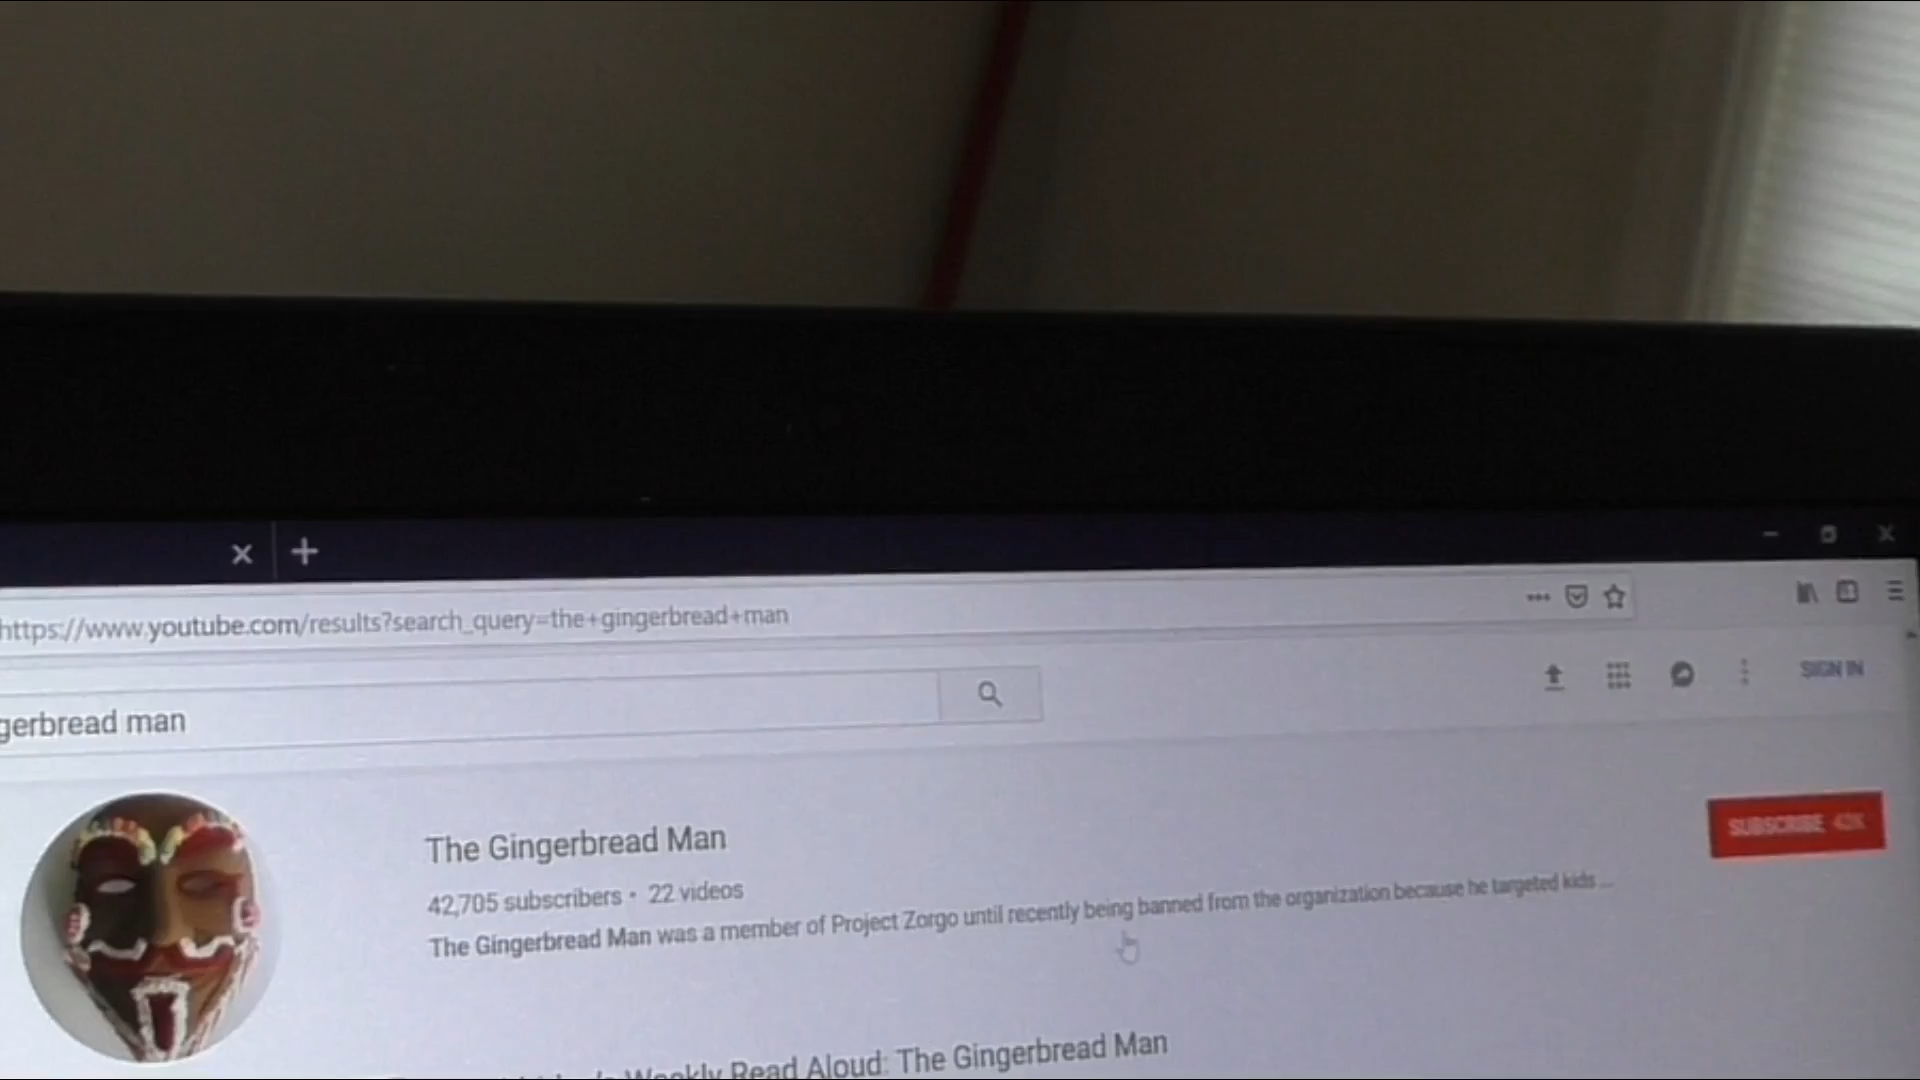 https://www.youtube.com/results?search_query=the+gingerbread+man
gerbread man
SIGN IN
The Gingerbread Man
SUBSCRIBE 42K
42,705 subscribers • 22 videos
The Gingerbread Man was a member of Project Zorgo until recently being banned from the organization because he targeted kids ...
Weekly Read Aloud: The Gingerbread Man